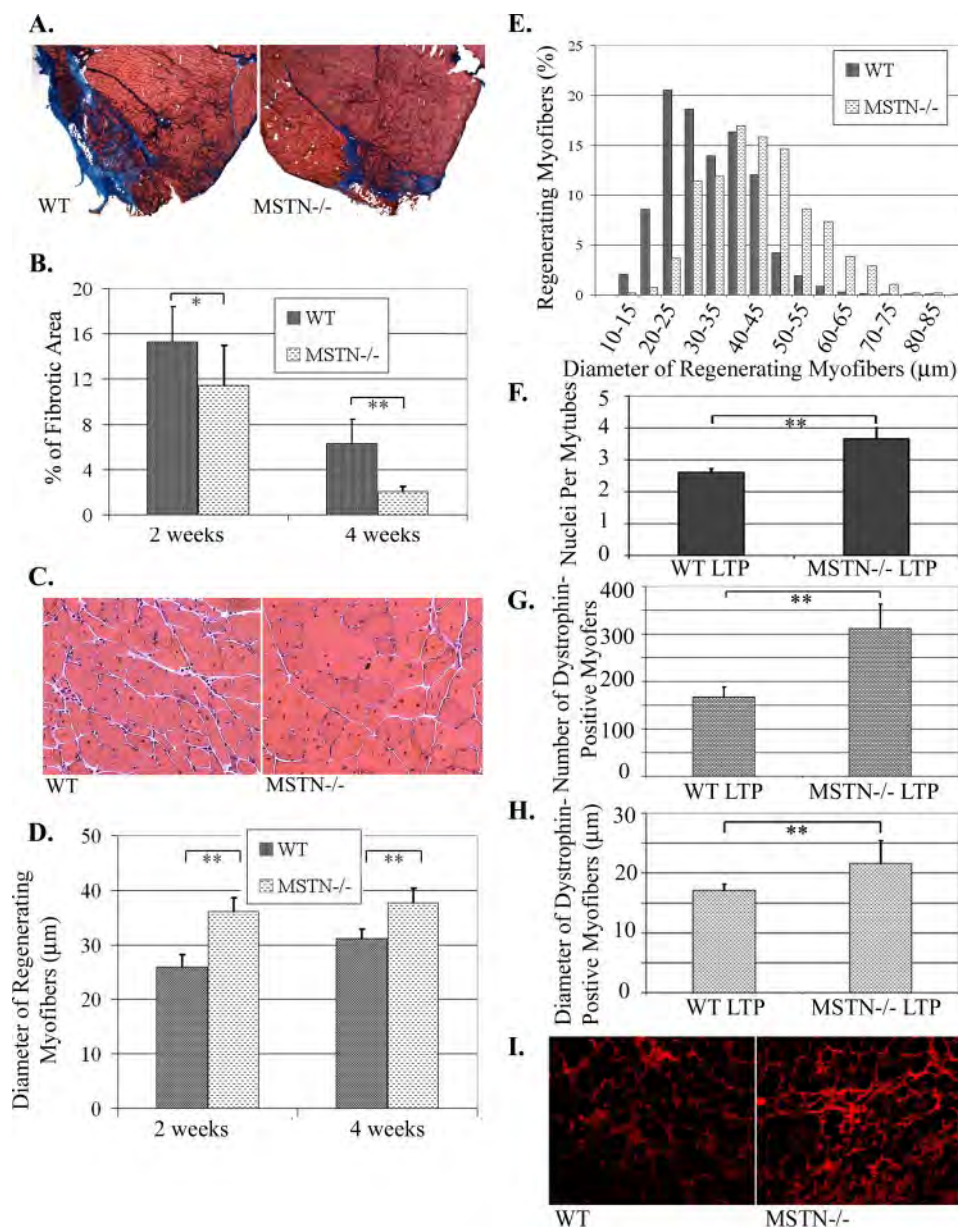 A.
WT
MSTN-/-
B.
% of Fibrotic Area
20
16
12
8
4
0
*
**
WT
MSTN-/-
2 weeks
4 weeks
C.
WT
MSTN-/-
D.
Diameter of Regenerating
Myofibers (μm)
50
40
30
20
10
0
**
**
WT
MSTN-/-
2 weeks
4 weeks
E.
Regenerating Myofibers (%)
25
20
15
10
5
0
WT
MSTN-/-
10-15
20-25
30-35
40-45
50-55
60-65
70-75
80-85
Diameter of Regenerating Myofibers (μm)
F.
Nuclei Per Mytubes
5
4
3
2
1
0
**
WT LTP
MSTN-/- LTP
G.
Number of Dystrophin-
Positive Myofers
400
300
200
100
0
**
WT LTP
MSTN-/- LTP
H.
Diameter of Dystrophin-
Postive Myofibers (μm)
30
20
10
0
**
WT LTP
MSTN-/- LTP
I.
WT
MSTN-/-